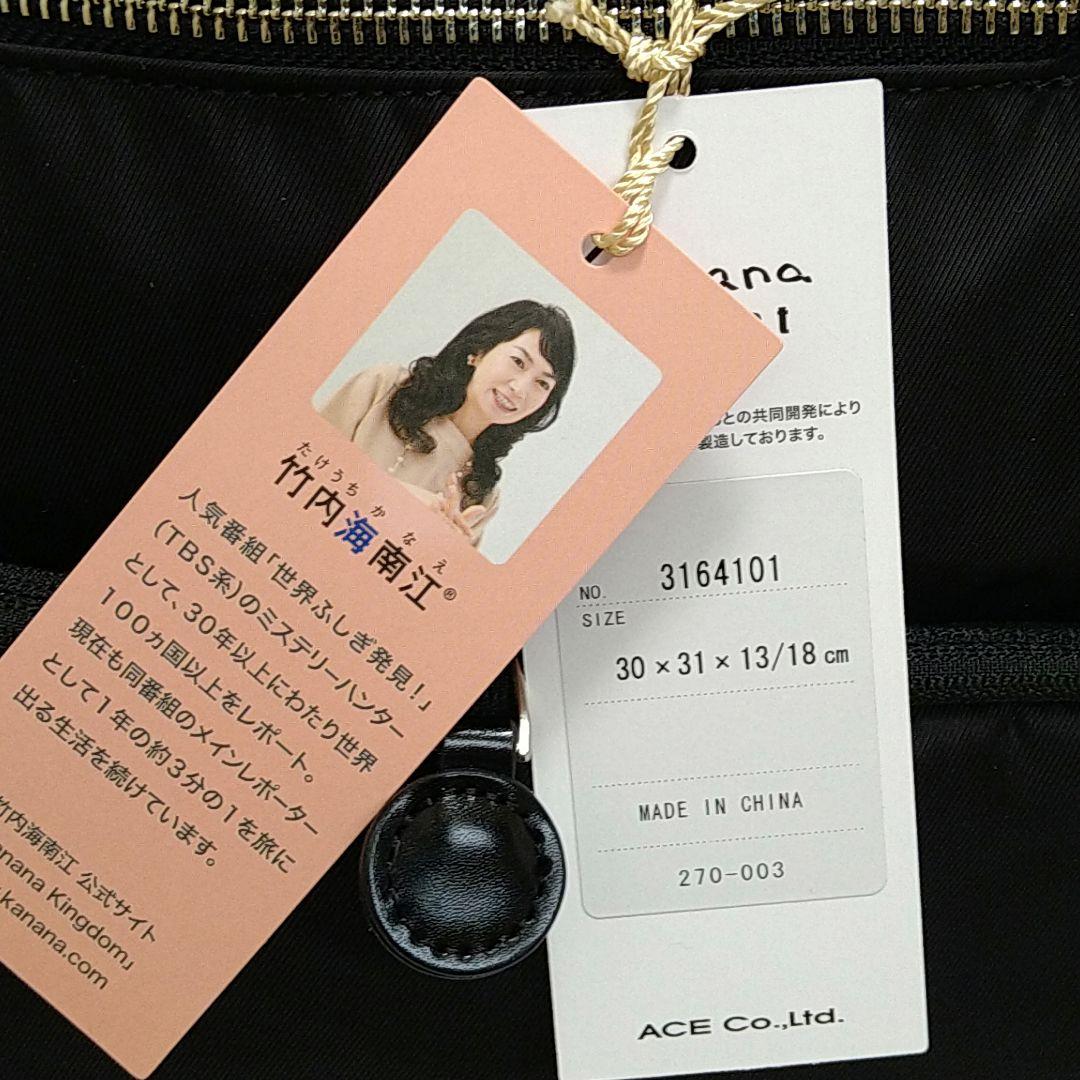 たけうちかなえ
竹内海南江®
人気番組「世界ふしぎ発見！」
(TBS系)のミステリーハンター
として、30年以上にわたり世界
100ヵ国以上をレポート。
現在も同番組のメインレポーター
として1年の約3分の1を旅に
出る生活を続けています。
竹内海南江 公式サイト
Kingdom」
kanana.com
との共同開発により
製造しております。
NO. 3164101
SIZE
30×31×13/18cm
MADE IN CHINA
270-003
ACE Co.,Ltd.